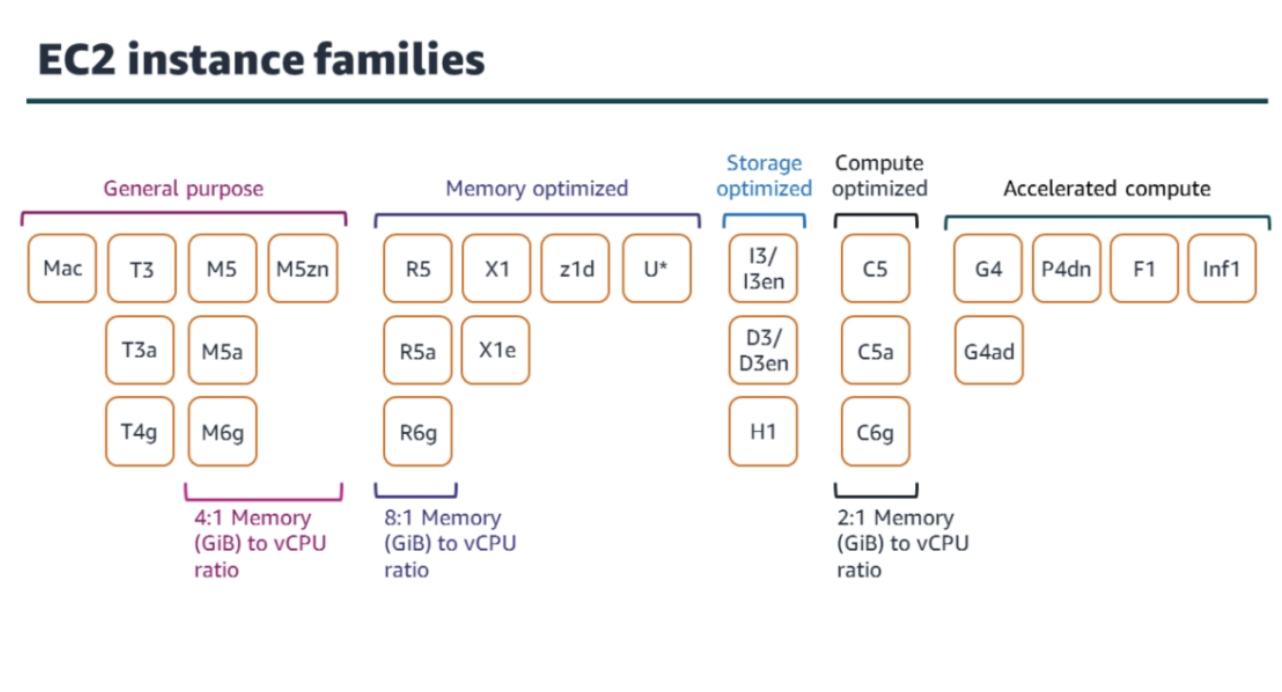 EC2 instance families
General purpose
Memory optimized
Storage
optimized
Compute
optimized
Accelerated compute
Mac
T3
M5
M5zn
R5
X1
z1d
U*
I3/
I3en
C5
G4
P4dn
F1
Inf1
T3a
M5a
R5a
X1e
D3/
D3en
C5a
G4ad
T4g
M6g
R6g
H1
C6g
4:1 Memory
(GiB) to vCPU
ratio
8:1 Memory
(GiB) to vCPU
ratio
2:1 Memory
(GiB) to vCPU
ratio